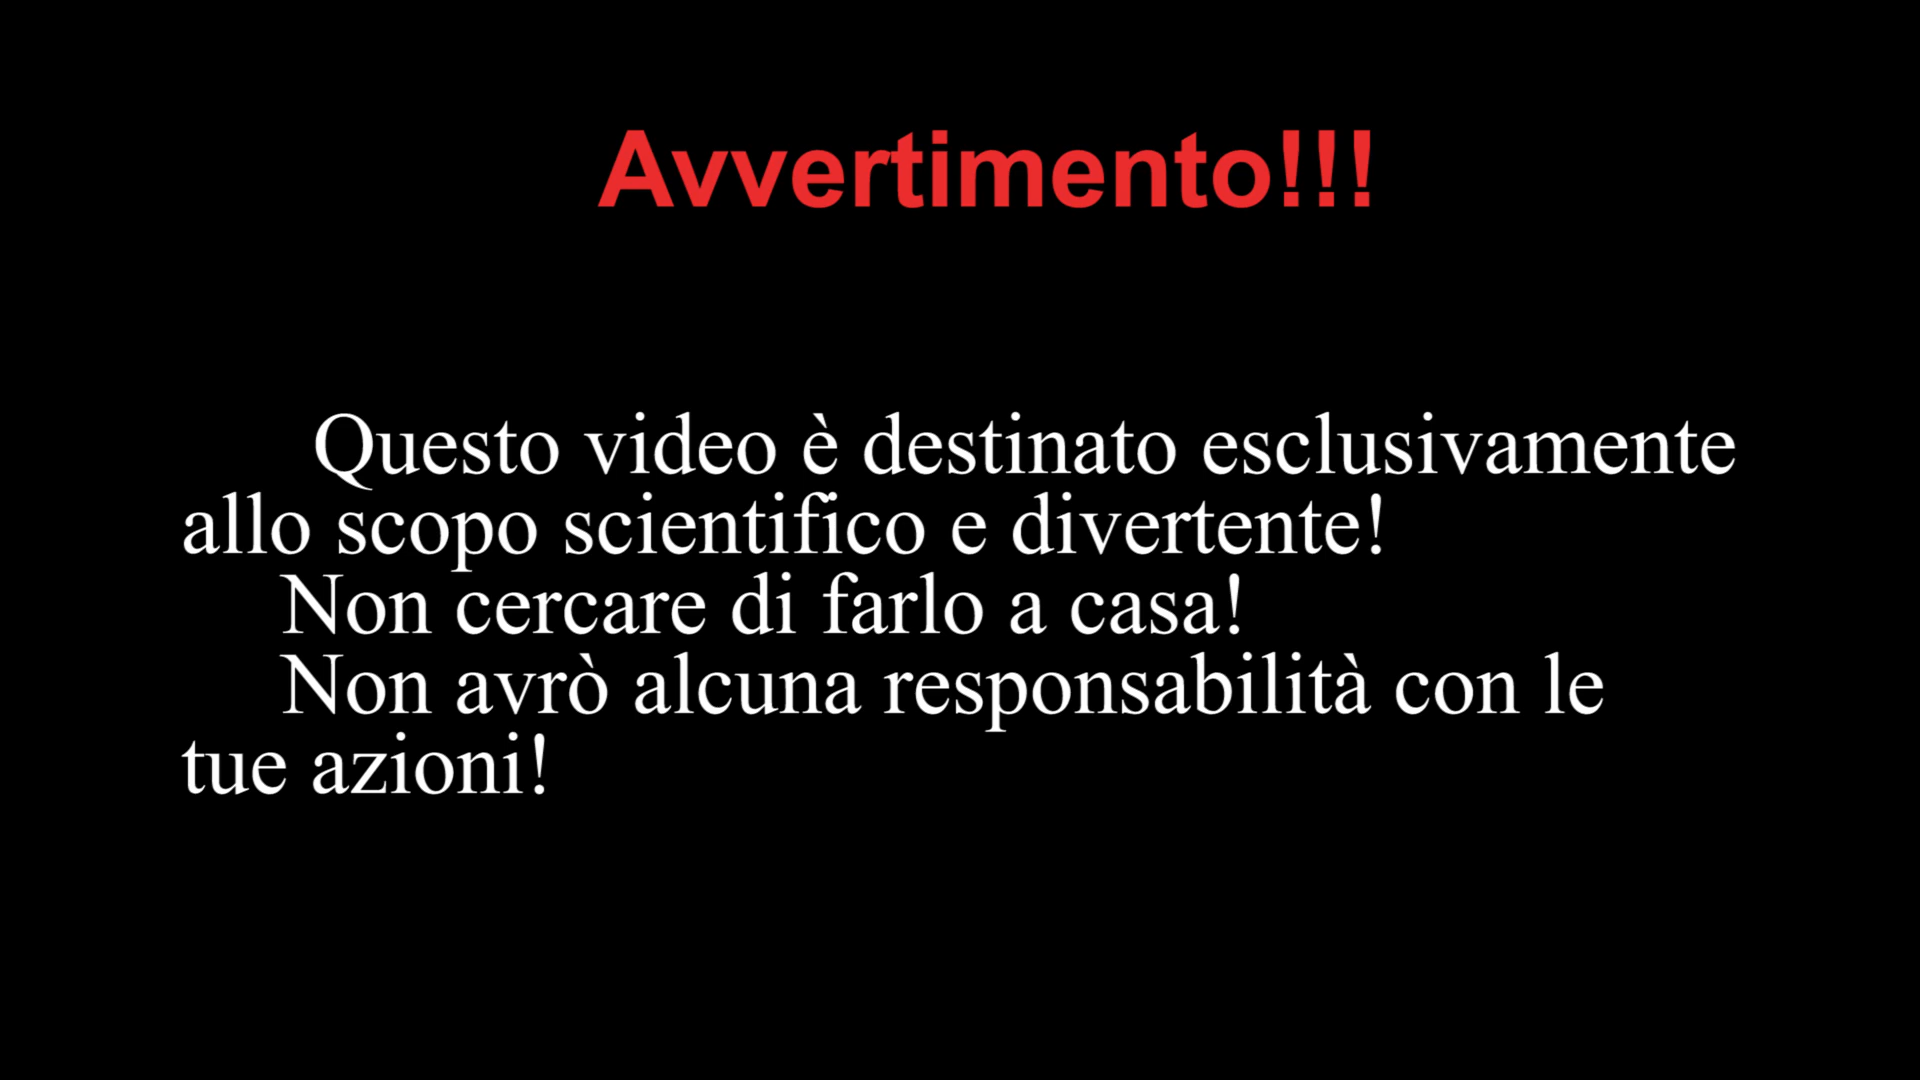 Avvertimento!!!
Questo video è destinato esclusivamente
allo scopo scientifico e divertente!
Non cercare di farlo a casa!
Non avrò alcuna responsabilità con le
tue azioni!